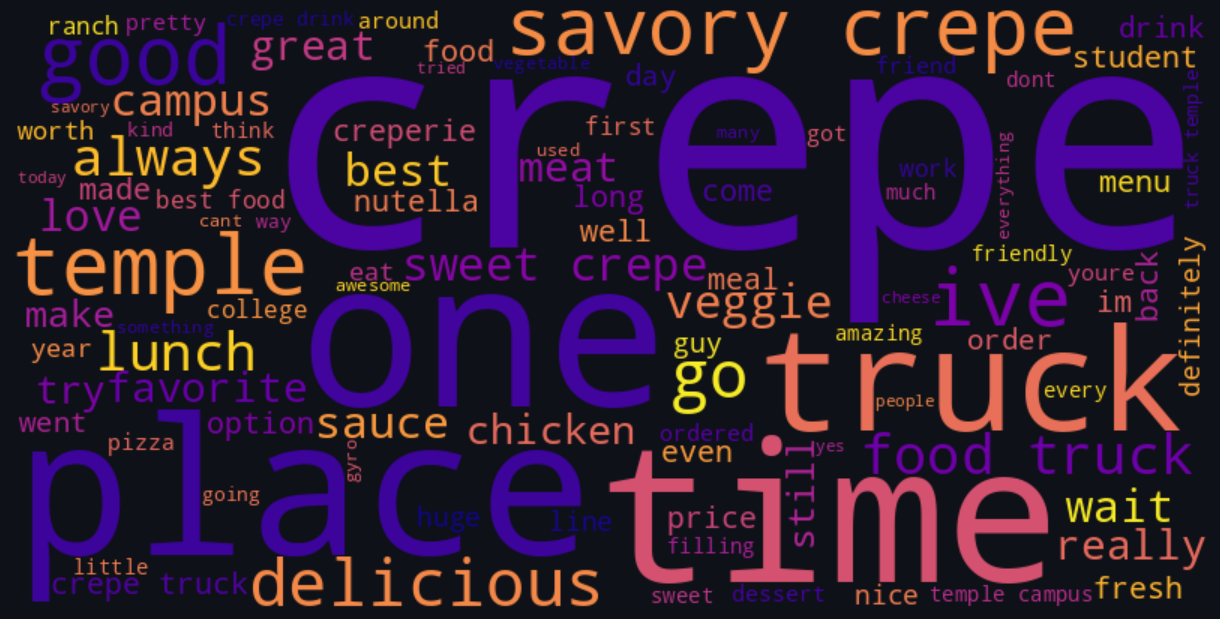 savory crepe
drink
ranch
pretty
crepe drink
around
good
great
food
student
tried
vegetable
day
friend
dont
truck temple
savory
campus
crepe
worth
kind
think
creperie
first
many
got
always
best
used
meat
work
everything
menu
today
made
best food
nutella
long
come
much
love
cant
way
well
temple
eat
sweet crepe
meal
friendly
youre
back
definitely
awesome
veggie
cheese
ive
im
make
college
something
one
amazing
order
year
lunch
guy
go
truck
every
try
favorite
people
went
option
sauce
chicken
ordered
even
still
yes
food truck
pizza
gyro
place
going
huge
line
time
price
filling
wait
really
little
crepe truck
delicious
sweet
dessert
nice
temple campus
fresh